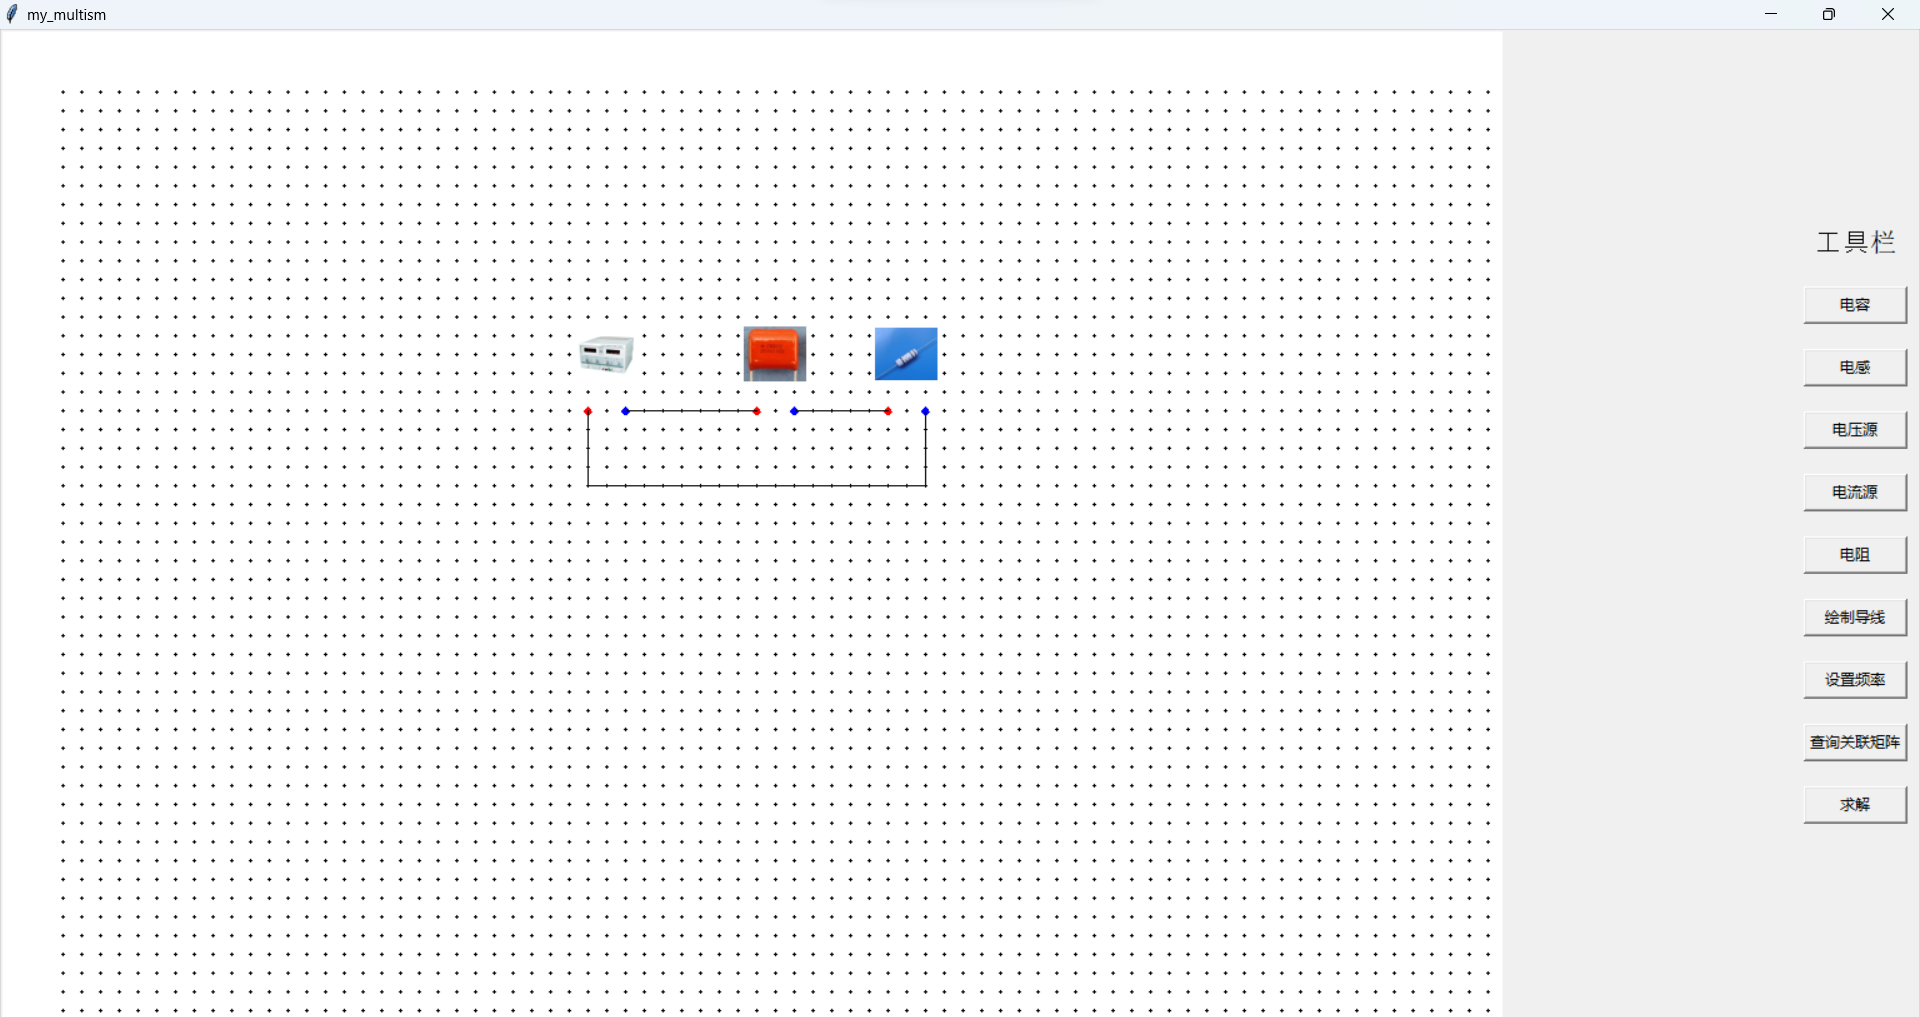 my_multism
工具栏
电容
电感
电压源
电流源
电阻
绘制导线
设置频率
查询关联矩阵
求解